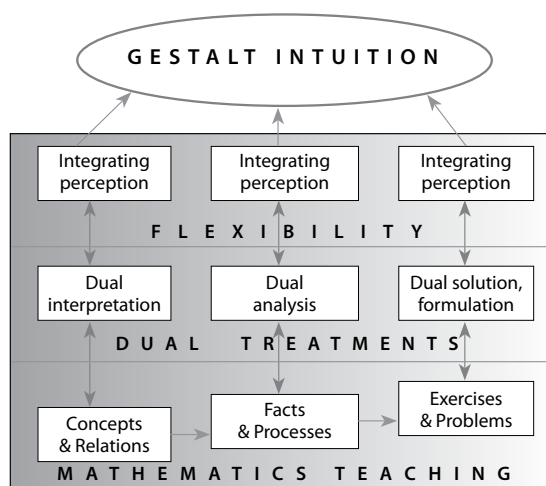 GESTALT INTUITION
Integrating
perception
Integrating
perception
Integrating
perception
FLEXIBILITY
Dual
interpretation
Dual
analysis
Dual solution,
formulation
DUAL TREATMENTS
Concepts
& Relations
Facts
& Processes
Exercises
& Problems
MATHEMATICS TEACHING